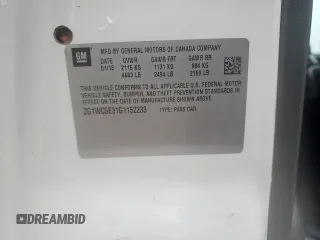 GM
MFD BY GENERAL MOTORS OF CANADA COMPANY
DATE GVWR GAWR FRT GAWR RR
01/16 2115 KG 1131 KG 984 KG
4663 LB 2494 LB 2169 LB
THIS VEHICLE CONFORMS TO ALL APPLICABLE U.S. FEDERAL MOTOR
VEHICLE SAFETY, BUMPER, AND THEFT PREVENTION STANDARDS IN
EFFECT ON THE DATE OF MANUFACTURE SHOWN ABOVE.
TYPE: PASS CAR
DREAMBID